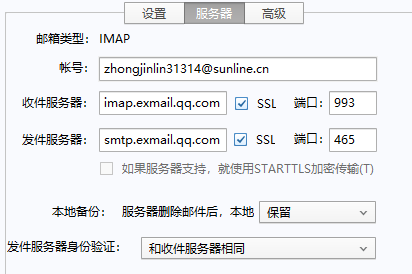 设置 服务器 高级
邮箱类型： IMAP
帐号： zhongjinlin31314@sunline.cn
收件服务器： imap.exmail.qq.com SSL 端口： 993
发件服务器： smtp.exmail.qq.com SSL 端口： 465
如果服务器支持，就使用STARTTLS加密传输(T)
本地备份： 服务器删除邮件后，本地 保留
发件服务器身份验证： 和收件服务器相同